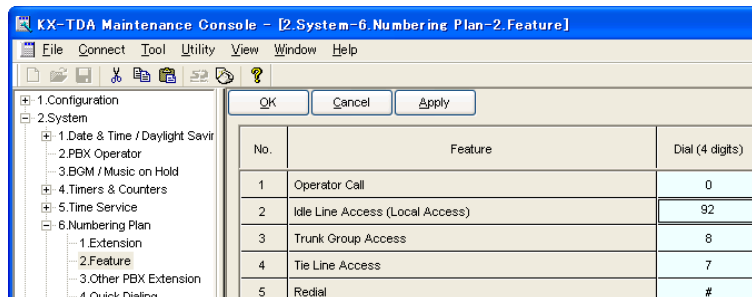 KX-TDA Maintenance Console - [2.System-6.Numbering Plan-2.Feature]
File Connect Tool Utility View Window Help
1.Configuration
2.System
1.Date & Time / Daylight Savir
2.PBX Operator
3.BGM / Music on Hold
4.Timers & Counters
5.Time Service
6.Numbering Plan
1.Extension
2.Feature
3.Other PBX Extension
4.Quick Dialing
OK Cancel Apply
No. Feature Dial (4 digits)
1 Operator Call 0
2 Idle Line Access (Local Access) 92
3 Trunk Group Access 8
4 Tie Line Access 7
5 Redial #